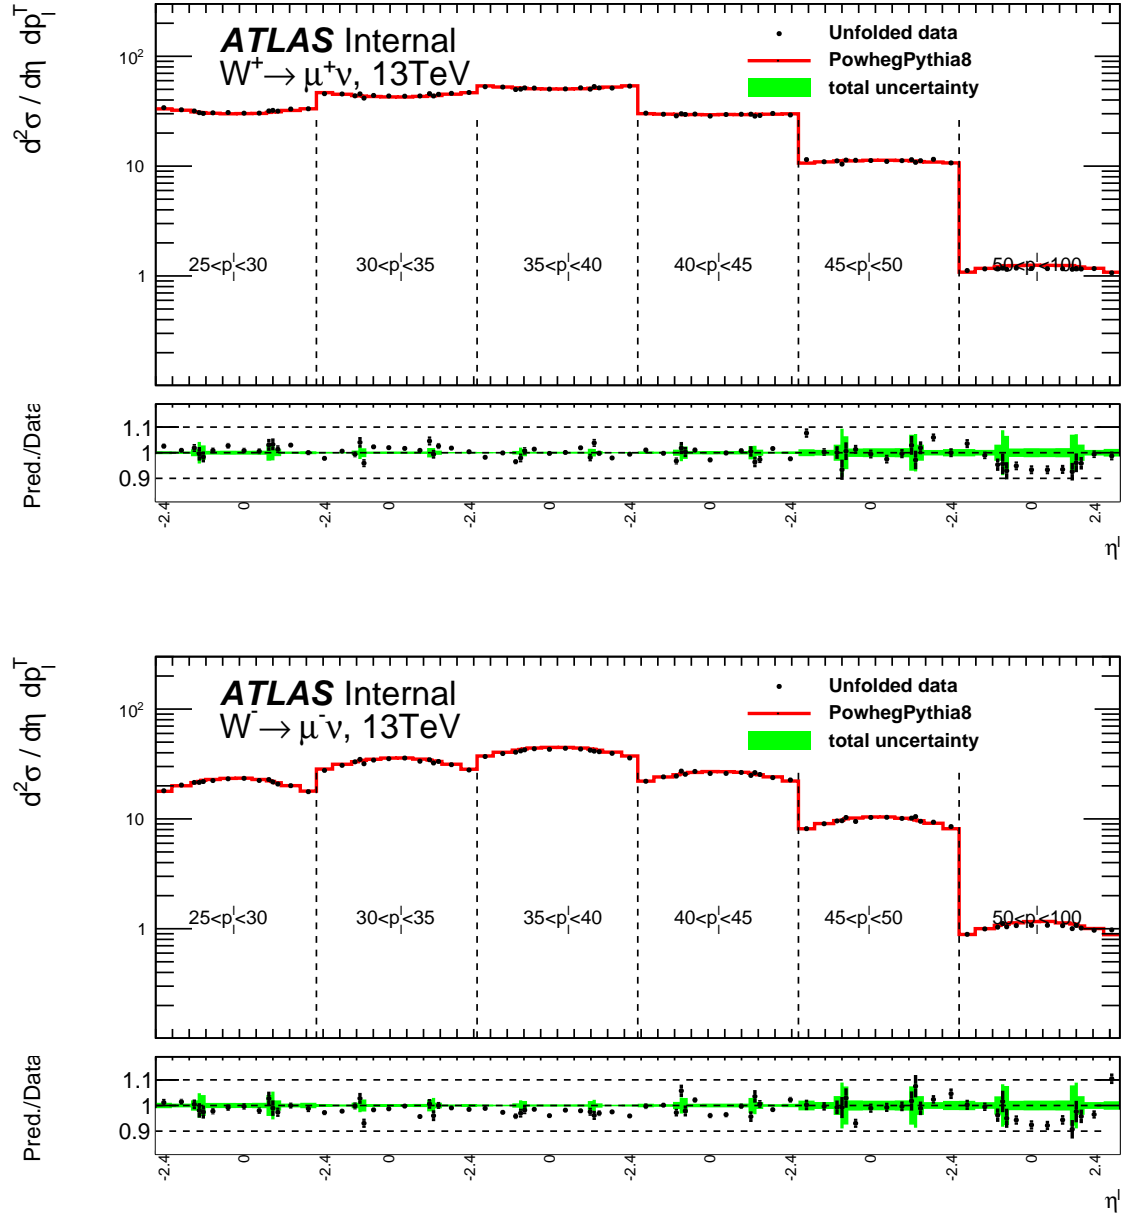 d²σ / dη dp_l^T
ATLAS Internal
W⁺→ μ⁺ν, 13TeV
Unfolded data
PowhegPythia8
total uncertainty
10²
10
1
25<p_l<30
30<p_l<35
35<p_l<40
40<p_l<45
45<p_l<50
50<p_l<100
Pred./Data
1.1
1
0.9
-2.4 0 -2.4 0 -2.4 0 -2.4 0 -2.4 0 -2.4 0 2.4
η^l
d²σ / dη dp_l^T
ATLAS Internal
W⁻→ μ⁻ν, 13TeV
Unfolded data
PowhegPythia8
total uncertainty
10²
10
1
25<p_l<30
30<p_l<35
35<p_l<40
40<p_l<45
45<p_l<50
50<p_l<100
Pred./Data
1.1
1
0.9
-2.4 0 -2.4 0 -2.4 0 -2.4 0 -2.4 0 -2.4 0 2.4
η^l